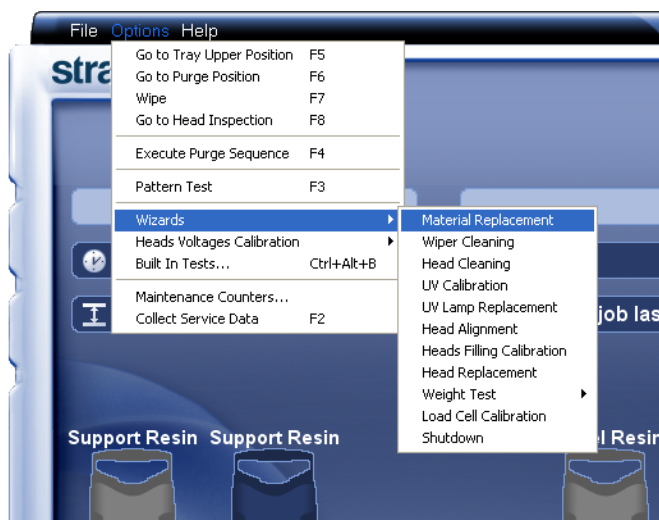 File Options Help
stra
Go to Tray Upper Position F5
Go to Purge Position F6
Wipe F7
Go to Head Inspection F8
Execute Purge Sequence F4
Pattern Test F3
Wizards
Heads Voltages Calibration
Built In Tests... Ctrl+Alt+B
Maintenance Counters...
Collect Service Data F2
Material Replacement
Wiper Cleaning
Head Cleaning
UV Calibration
UV Lamp Replacement
Head Alignment
Heads Filling Calibration
Head Replacement
Weight Test
Load Cell Calibration
Shutdown
job las
Support Resin Support Resin el Resin